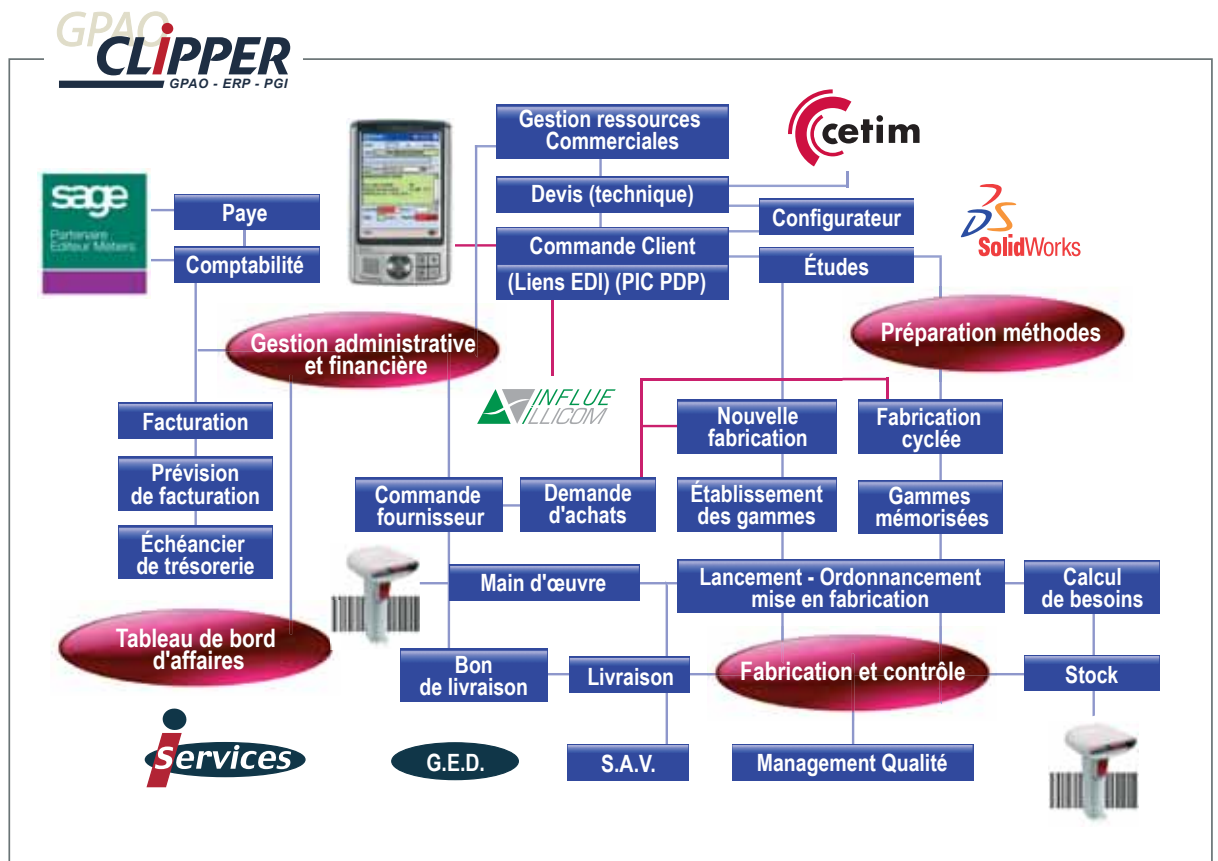 GPAO
CLiPPER
GPAO - ERP - PGI
Gestion ressources
Commerciales
cetim
sage
Partenaire
Editeur Métiers
Paye
Devis (technique)
Configurateur
SolidWorks
Comptabilité
Commande Client
(Liens EDI) (PIC PDP)
Études
Gestion administrative
et financière
Préparation méthodes
INFLUE
iLLiCOM
Facturation
Nouvelle
fabrication
Fabrication
cyclée
Prévision
de facturation
Commande
fournisseur
Demande
d'achats
Établissement
des gammes
Gammes
mémorisées
Échéancier
de trésorerie
Main d'œuvre
Lancement - Ordonnancement
mise en fabrication
Calcul
de besoins
Tableau de bord
d'affaires
Bon
de livraison
Livraison
Fabrication et contrôle
Stock
iServices
G.E.D.
S.A.V.
Management Qualité